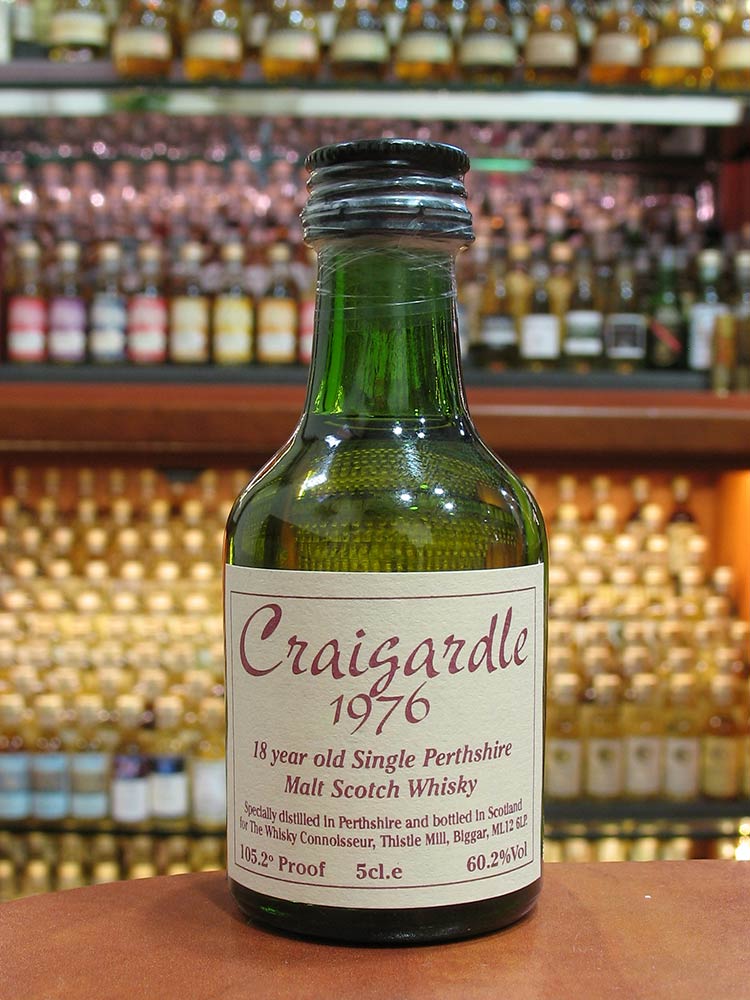 Craigardle
1976
18 year old Single Perthshire
Malt Scotch Whisky
Specially distilled in Perthshire and bottled in Scotland
for The Whisky Connoisseur, Thistle Mill, Biggar, ML12 6LP.
105.2º Proof 5cl.e 60.2%Vol